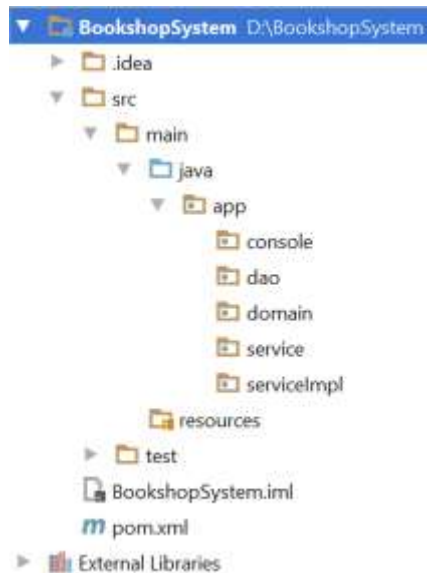 BookshopSystem D:\BookshopSystem
.idea
src
main
java
app
console
dao
domain
service
serviceImpl
resources
test
BookshopSystem.iml
pom.xml
External Libraries